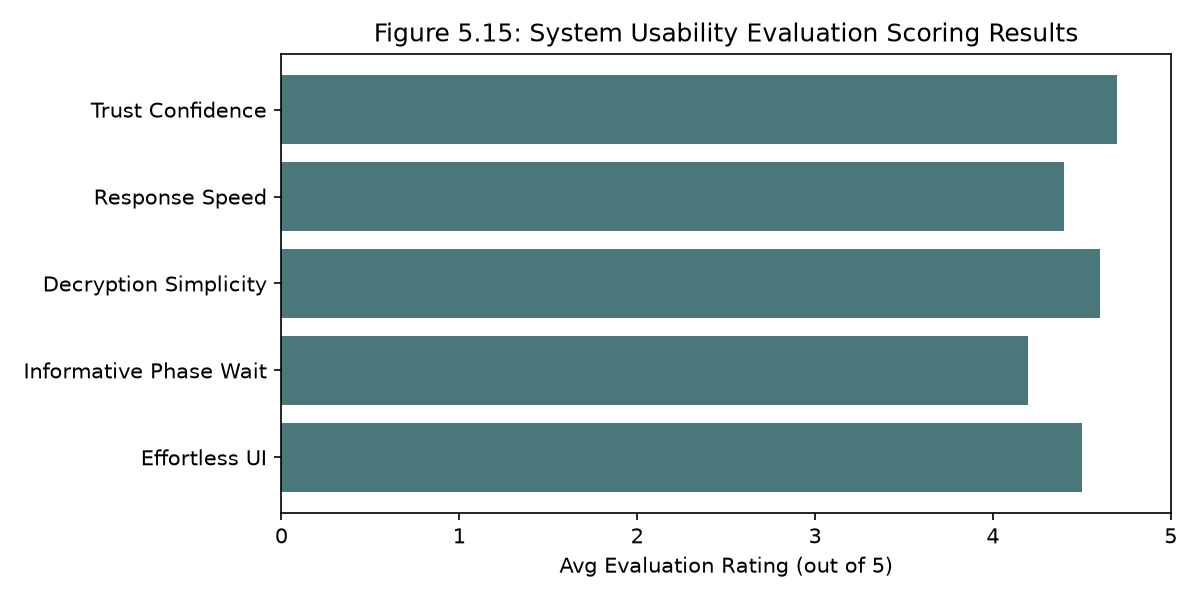 Figure 5.15: System Usability Evaluation Scoring Results
Trust Confidence
Response Speed
Decryption Simplicity
Informative Phase Wait
Effortless UI
0 1 2 3 4 5
Avg Evaluation Rating (out of 5)